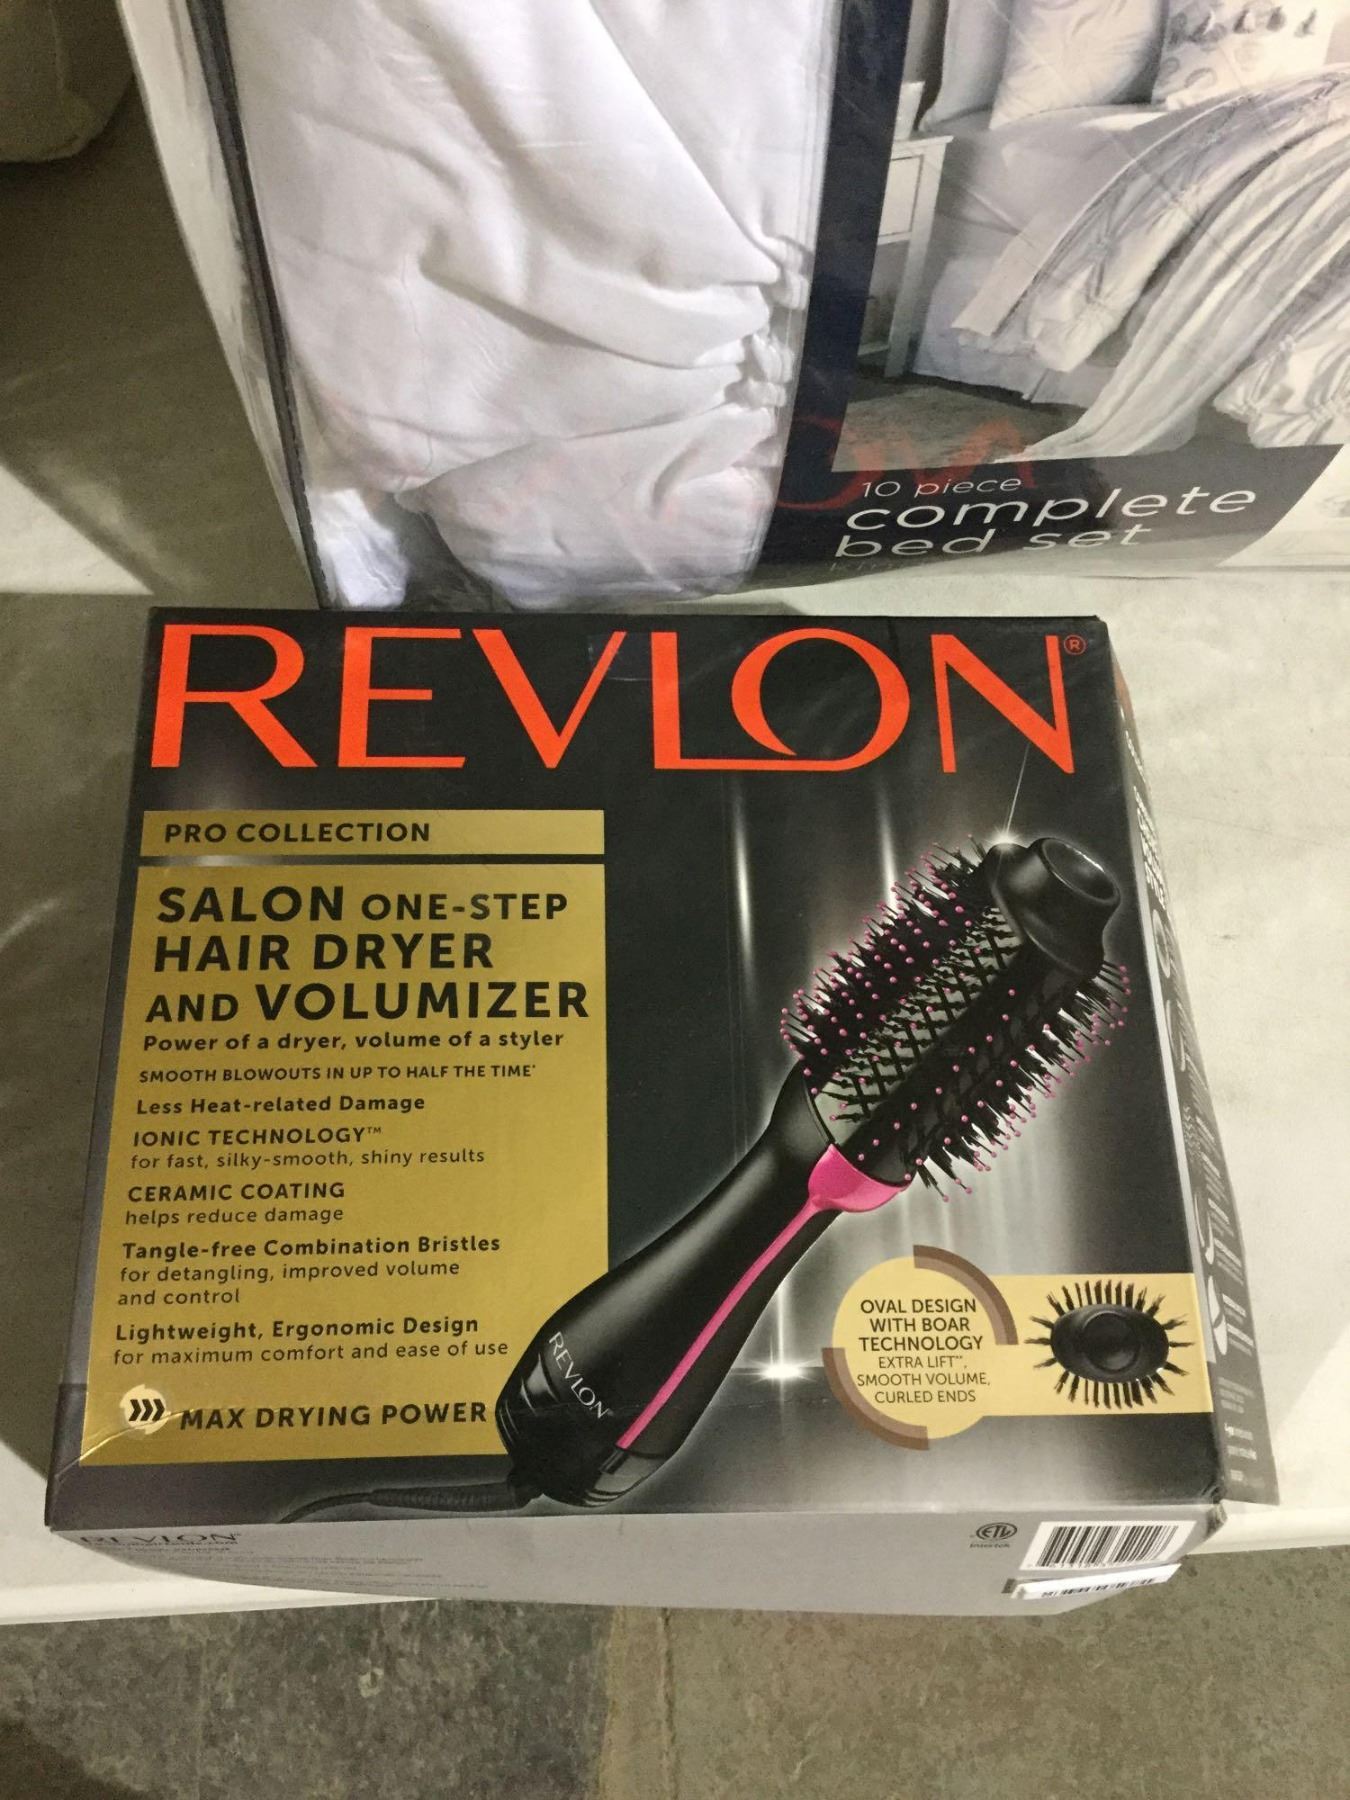 10 piece
complete
bed set
REVLON®
PRO COLLECTION
SALON ONE-STEP
HAIR DRYER
AND VOLUMIZER
Power of a dryer, volume of a styler
SMOOTH BLOWOUTS IN UP TO HALF THE TIME*
Less Heat-related Damage
IONIC TECHNOLOGY™
for fast, silky-smooth, shiny results
CERAMIC COATING
helps reduce damage
Tangle-free Combination Bristles
for detangling, improved volume
and control
Lightweight, Ergonomic Design
for maximum comfort and ease of use
MAX DRYING POWER
REVLON
OVAL DESIGN
WITH BOAR
TECHNOLOGY
EXTRA LIFT**,
SMOOTH VOLUME,
CURLED ENDS
REVLON
ETL
Intertek